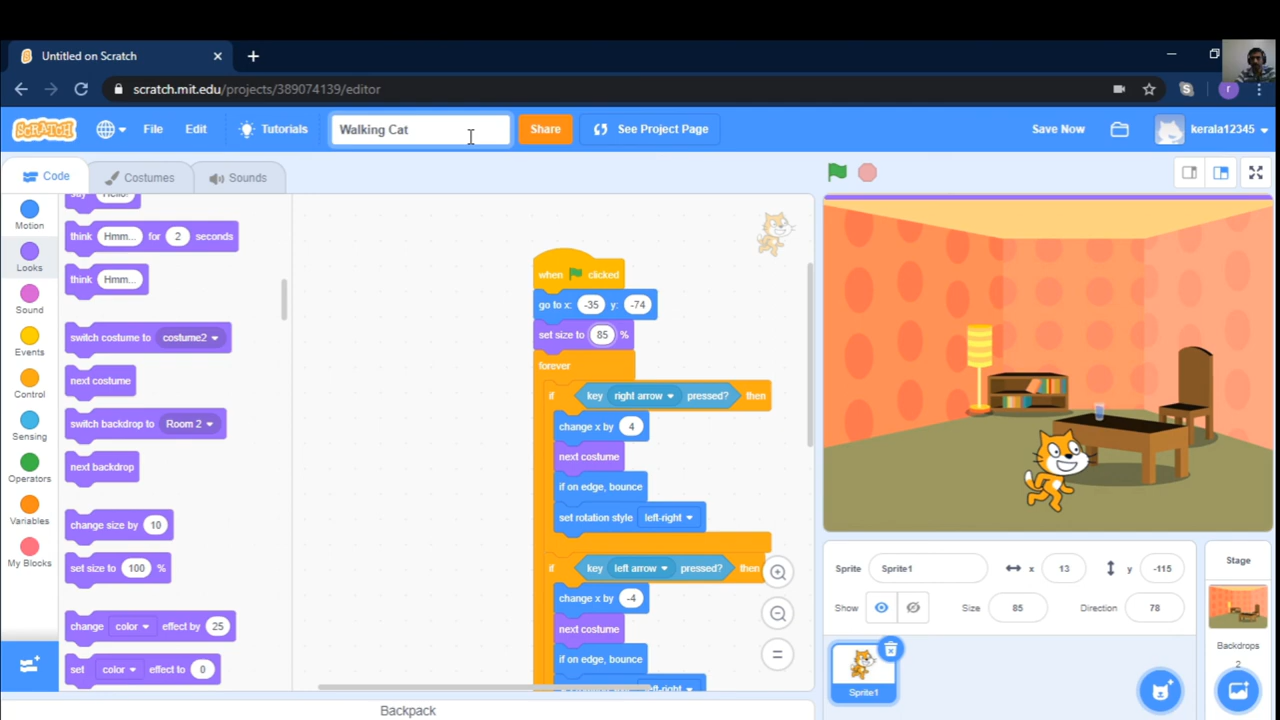 Untitled on Scratch
scratch.mit.edu/projects/389074139/editor
SCRATCH File Edit Tutorials Walking Cat Share See Project Page Save Now kerala12345
Code Costumes Sounds
Motion
Looks
Sound
Events
Control
Sensing
Operators
Variables
My Blocks
say Hello!
think Hmm... for 2 seconds
think Hmm...
switch costume to costume2
next costume
switch backdrop to Room 2
next backdrop
change size by 10
set size to 100 %
change color effect by 25
set color effect to 0
when clicked
go to x: -35 y: -74
set size to 85 %
forever
if key right arrow pressed? then
change x by 4
next costume
if on edge, bounce
set rotation style left-right
if key left arrow pressed? then
change x by -4
next costume
if on edge, bounce
left-right
Sprite Sprite1 x 13 y -115
Show Size 85 Direction 78
Sprite1
Stage
Backdrops
2
Backpack
r